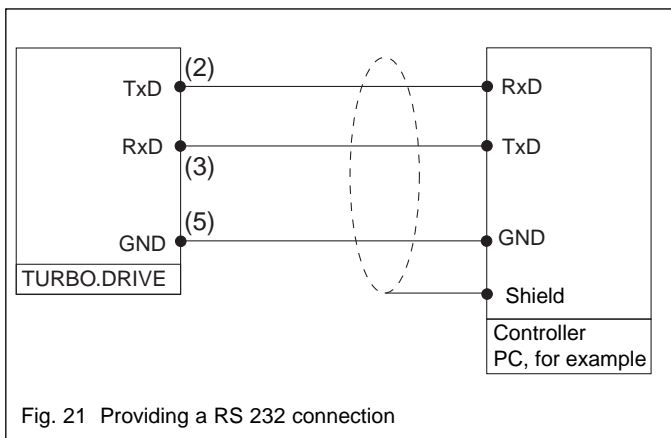 (2)
TxD
RxD
RxD
TxD
(3)
(5)
GND
GND
TURBO.DRIVE
Shield
Controller
PC, for example
Fig. 21 Providing a RS 232 connection